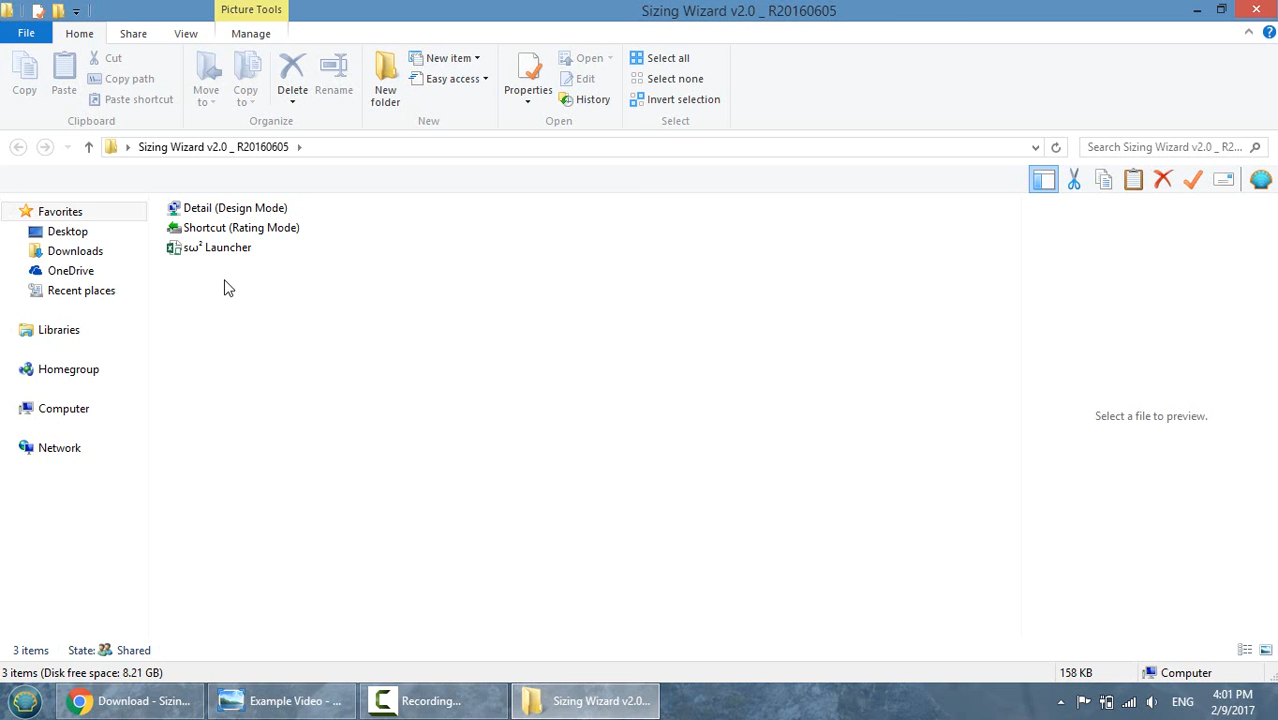 Picture Tools
Sizing Wizard v2.0 _ R20160605
File
Home
Share
View
Manage
Copy
Paste
Cut
Copy path
Paste shortcut
Clipboard
Move to
Copy to
Delete
Rename
Organize
New folder
New item
Easy access
New
Properties
Open
Edit
History
Open
Select all
Select none
Invert selection
Select
Sizing Wizard v2.0 _ R20160605
Search Sizing Wizard v2.0 _ R2...
Favorites
Desktop
Downloads
OneDrive
Recent places
Libraries
Homegroup
Computer
Network
Detail (Design Mode)
Shortcut (Rating Mode)
sω² Launcher
Select a file to preview.
3 items
State:
Shared
3 items (Disk free space: 8.21 GB)
158 KB
Computer
Download - Sizin...
Example Video - ...
Recording...
Sizing Wizard v2.0...
ENG
4:01 PM
2/9/2017